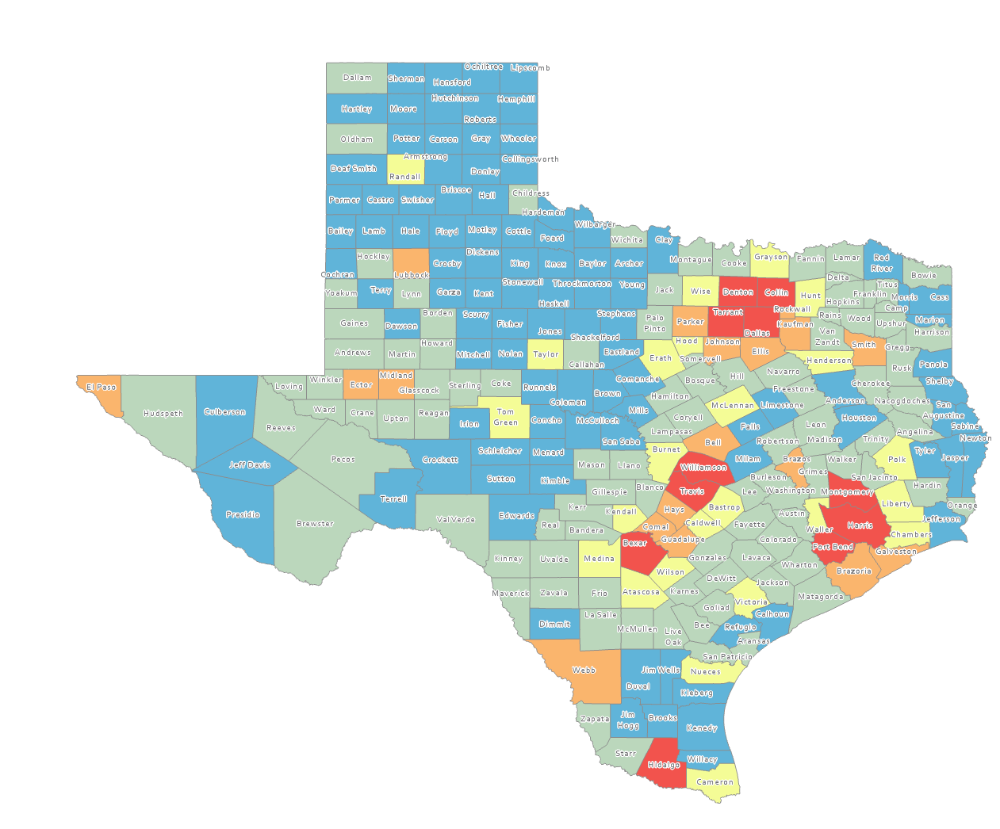 Dallam
Sherman
Hansford
Ochiltree
Lipscomb
Hartley
Moore
Hutchinson
Roberts
Hemphill
Oldham
Potter
Carson
Gray
Wheeler
Deaf Smith
Randall
Armstrong
Donley
Collingsworth
Parmer
Castro
Swisher
Briscoe
Hall
Childress
Hardeman
Bailey
Lamb
Hale
Floyd
Motley
Cottle
Foard
Wilbarger
Wichita
Clay
Montague
Cooke
Grayson
Fannin
Lamar
Red
River
Bowie
Cochran
Hockley
Lubbock
Crosby
Dickens
King
Knox
Baylor
Archer
Jack
Wise
Denton
Collin
Hunt
Delta
Hopkins
Franklin
Titus
Camp
Morris
Cass
Marion
Yoakum
Terry
Lynn
Garza
Kent
Stonewall
Haskell
Throckmorton
Young
Gaines
Dawson
Borden
Scurry
Fisher
Jones
Shackelford
Stephens
Palo
Pinto
Parker
Tarrant
Dallas
Rockwall
Kaufman
Rains
Van
Zandt
Wood
Upshur
Harrison
Gregg
Smith
Andrews
Martin
Howard
Mitchell
Nolan
Taylor
Callahan
Eastland
Erath
Hood
Somervell
Johnson
Ellis
Henderson
Navarro
Rusk
Panola
Shelby
El Paso
Hudspeth
Culberson
Loving
Winkler
Ector
Midland
Glasscock
Sterling
Coke
Runnels
Coleman
Brown
Comanche
Hamilton
Bosque
Hill
Freestone
Limestone
McLennan
Anderson
Cherokee
Nacogdoches
San
Augustine
Sabine
Newton
Reeves
Ward
Crane
Upton
Reagan
Irion
Tom
Green
Concho
McCulloch
San Saba
Mills
Lampasas
Coryell
Bell
Falls
Robertson
Leon
Madison
Houston
Trinity
Angelina
Polk
Tyler
Jasper
Jeff Davis
Presidio
Brewster
Pecos
Terrell
Crockett
Schleicher
Sutton
Menard
Kimble
Mason
Llano
Burnet
Williamson
Milam
Burleson
Brazos
Grimes
Walker
San Jacinto
Hardin
Orange
Val Verde
Edwards
Real
Kerr
Gillespie
Blanco
Kendall
Bandera
Travis
Hays
Comal
Caldwell
Guadalupe
Bastrop
Lee
Washington
Austin
Fayette
Colorado
Waller
Montgomery
Harris
Liberty
Chambers
Jefferson
Galveston
Fort Bend
Brazoria
Kinney
Uvalde
Medina
Bexar
Wilson
Gonzales
Lavaca
Wharton
Matagorda
Maverick
Zavala
Frio
Atascosa
Karnes
DeWitt
Jackson
Victoria
Calhoun
Goliad
Refugio
Aransas
Bee
Dimmit
La Salle
McMullen
Live
Oak
San Patricio
Nueces
Webb
Duval
Jim Wells
Kleberg
Zapata
Jim
Hogg
Brooks
Kenedy
Starr
Hidalgo
Willacy
Cameron